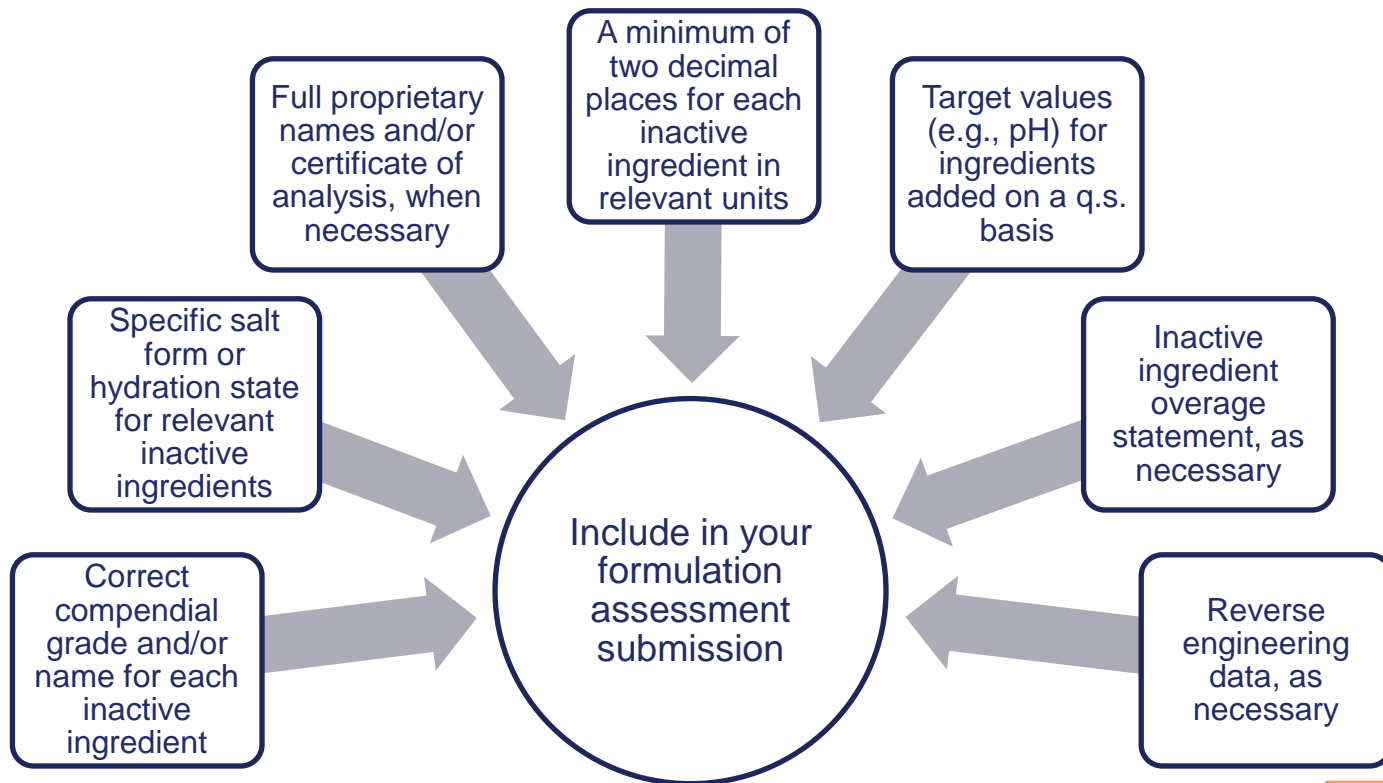 A minimum of
two decimal
places for each
inactive
ingredient in
relevant units
Full proprietary
names and/or
certificate of
analysis, when
necessary
Target values
(e.g., pH) for
ingredients
added on a q.s.
basis
Specific salt
form or
hydration state
for relevant
inactive
ingredients
Inactive
ingredient
overage
statement, as
necessary
Correct
compendial
grade and/or
name for each
inactive
ingredient
Include in your
formulation
assessment
submission
Reverse
engineering
data, as
necessary